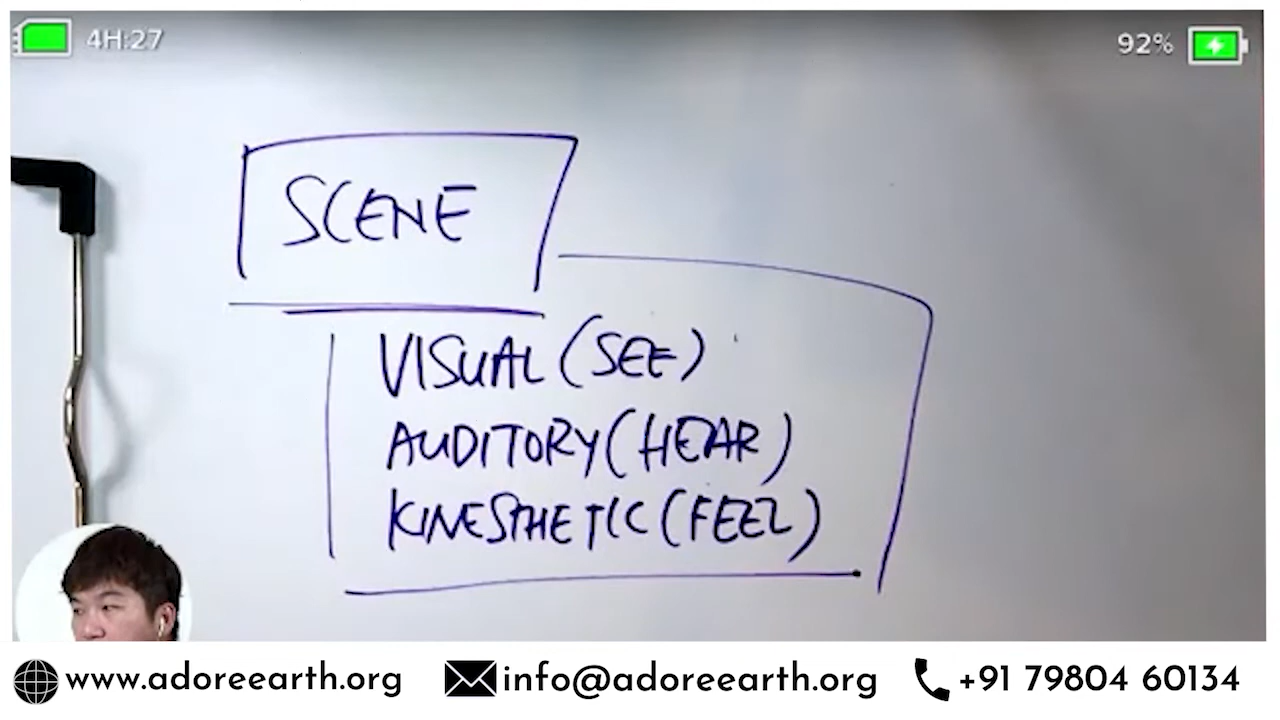 4H:27
92%
SCENE
VISUAL (SEE)
AUDITORY (HEAR)
KINESTHETIC (FEEL)
www.adoreearth.org info@adoreearth.org +91 79804 60134